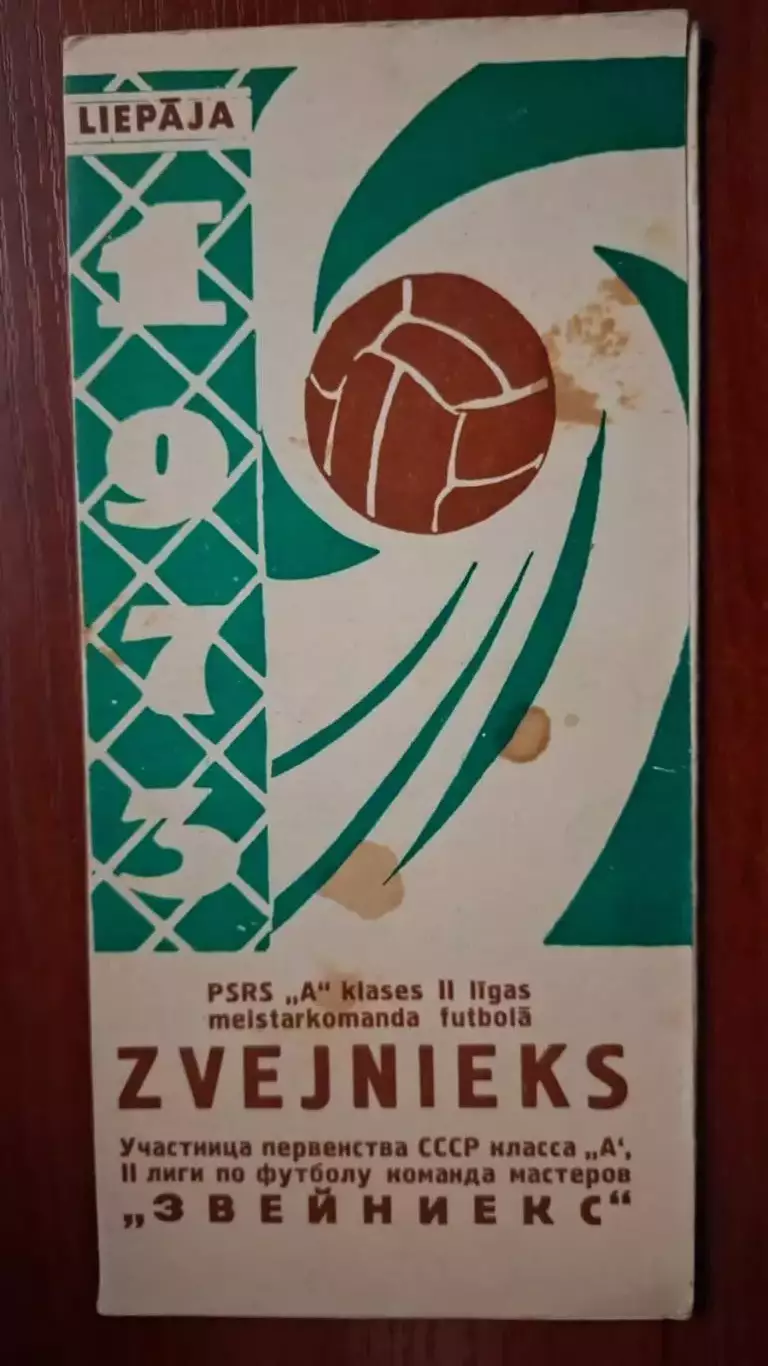 LIEPĀJA
1
9
7
3
PSRS „A“ klases II līgas
meistarkomanda futbolā
ZVEJNIEKS
Участница первенства СССР класса „А‘,
II лиги по футболу команда мастеров
„ЗВЕЙНИЕКС“